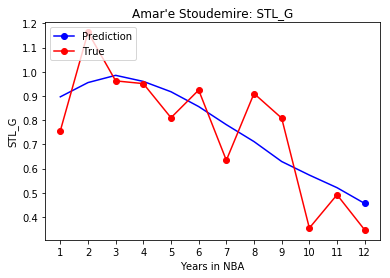 Amar'e Stoudemire: STL_G
Prediction
True
STL_G
1.2
1.1
1.0
0.9
0.8
0.7
0.6
0.5
0.4
1 2 3 4 5 6 7 8 9 10 11 12
Years in NBA